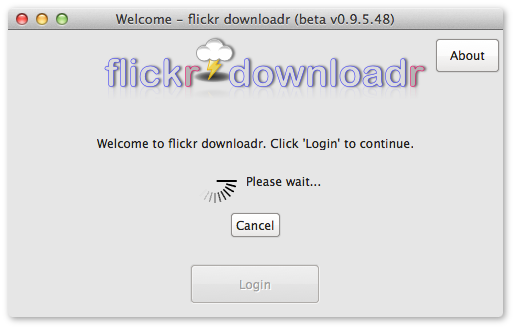 Welcome – flickr downloadr (beta v0.9.5.48)
flickr downloadr
About
Welcome to flickr downloadr. Click 'Login' to continue.
Please wait...
Cancel
Login